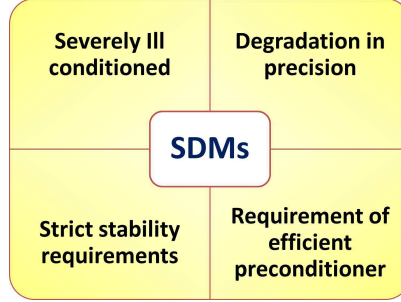 Severely Ill
conditioned
Degradation in
precision
SDMs
Strict stability
requirements
Requirement of
efficient
preconditioner